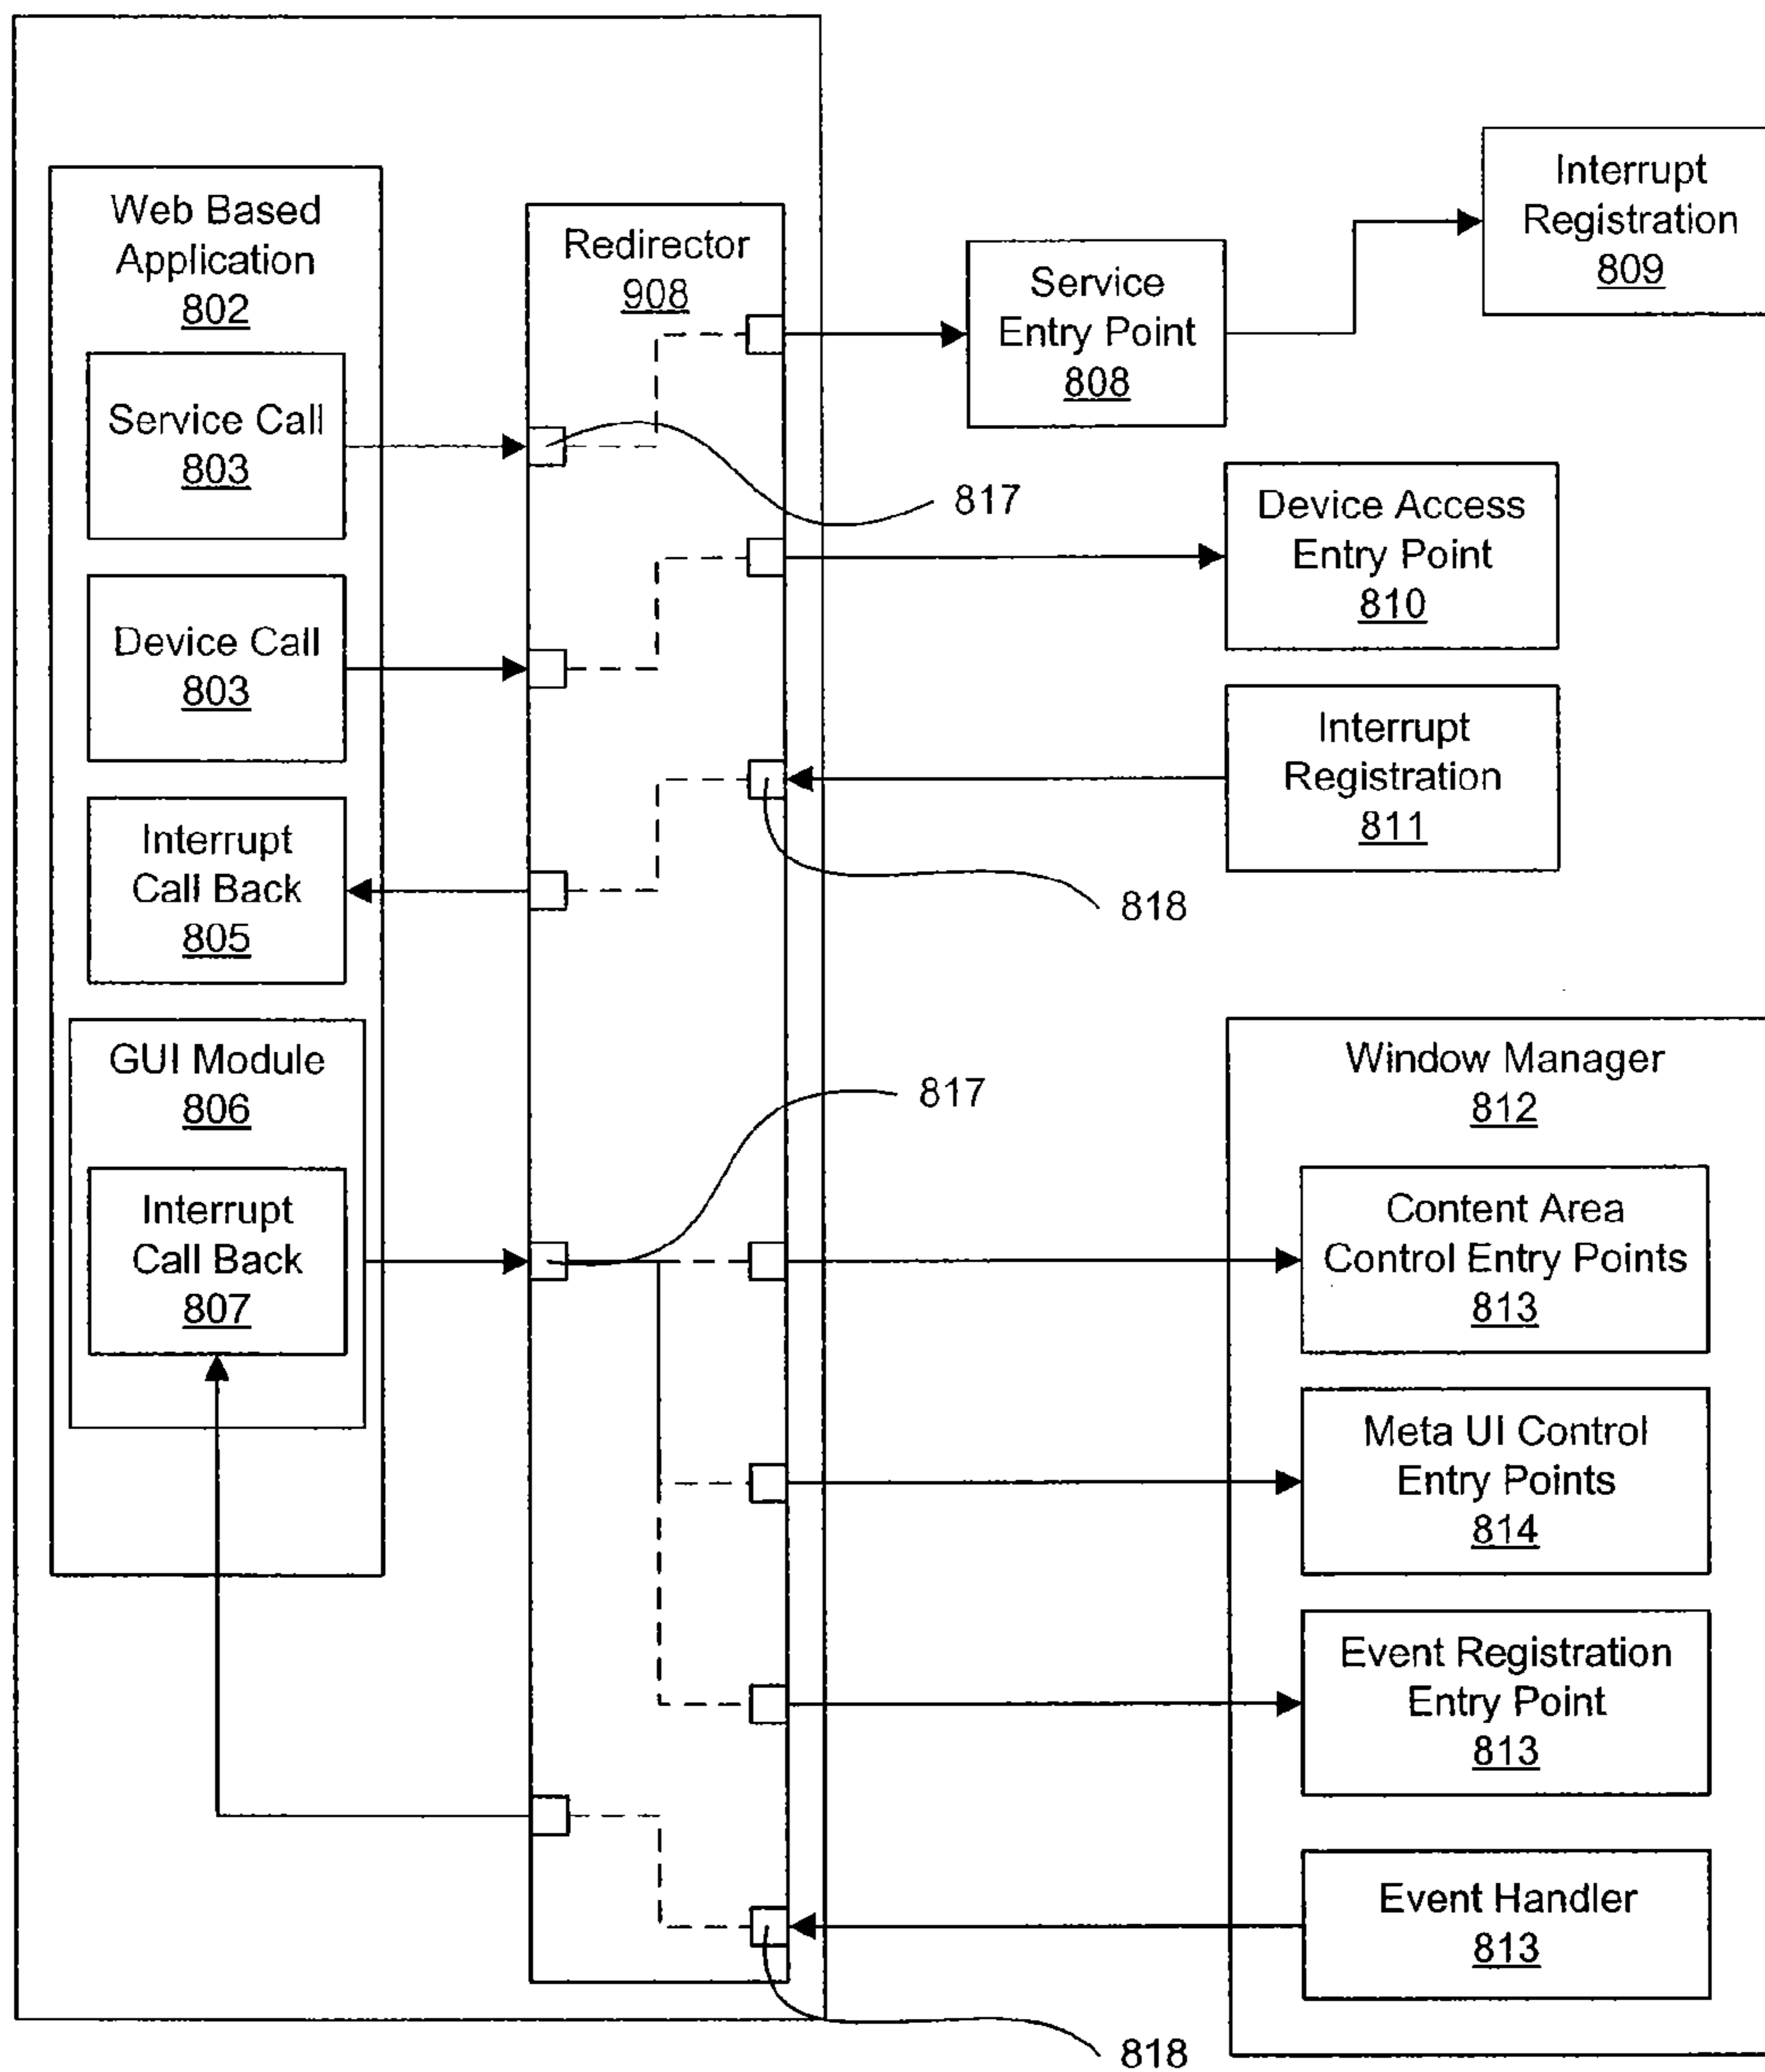 Web Based
Application
802
Service Call
803
Device Call
803
Interrupt
Call Back
805
GUI Module
806
Interrupt
Call Back
807
Redirector
908
Service
Entry Point
808
Interrupt
Registration
809
817
Device Access
Entry Point
810
Interrupt
Registration
811
818
817
Window Manager
812
Content Area
Control Entry Points
813
Meta UI Control
Entry Points
814
Event Registration
Entry Point
813
Event Handler
813
818